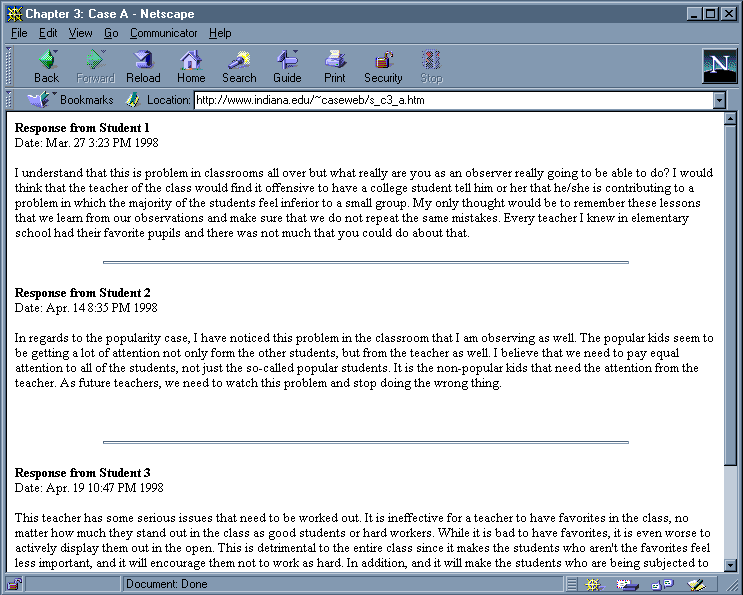 Chapter 3: Case A - Netscape
File Edit View Go Communicator Help
Back Forward Reload Home Search Guide Print Security Stop
N
Bookmarks Location: http://www.indiana.edu/~caseweb/s_c3_a.htm
Response from Student 1
Date: Mar. 27 3:23 PM 1998
I understand that this is problem in classrooms all over but what really are you as an observer really going to be able to do? I would
think that the teacher of the class would find it offensive to have a college student tell him or her that he/she is contributing to a
problem in which the majority of the students feel inferior to a small group. My only thought would be to remember these lessons
that we learn from our observations and make sure that we do not repeat the same mistakes. Every teacher I knew in elementary
school had their favorite pupils and there was not much that you could do about that.
Response from Student 2
Date: Apr. 14 8:35 PM 1998
In regards to the popularity case, I have noticed this problem in the classroom that I am observing as well. The popular kids seem to
be getting a lot of attention not only form the other students, but from the teacher as well. I believe that we need to pay equal
attention to all of the students, not just the so-called popular students. It is the non-popular kids that need the attention from the
teacher. As future teachers, we need to watch this problem and stop doing the wrong thing.
Response from Student 3
Date: Apr. 19 10:47 PM 1998
This teacher has some serious issues that need to be worked out. It is ineffective for a teacher to have favorites in the class, no
matter how much they stand out in the class as good students or hard workers. While it is bad to have favorites, it is even worse to
actively display them out in the open. This is detrimental to the entire class since it makes the students who aren't the favorites feel
less important, and it will encourage them not to work as hard. In addition, and it will make the students who are being subjected to
Document: Done